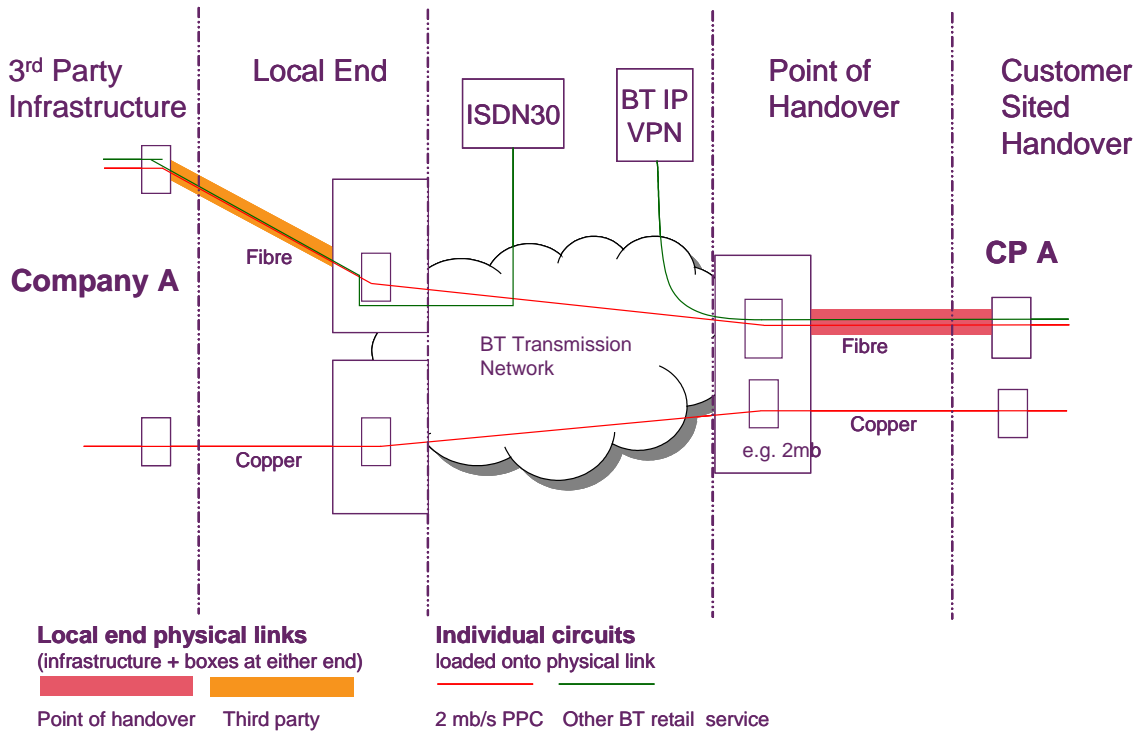 3rd Party
Infrastructure
Local End
ISDN30
BT IP
VPN
Point of
Handover
Customer
Sited
Handover
Fibre
Company A
CP A
BT Transmission
Network
Fibre
Copper
Copper
e.g. 2mb
Local end physical links
(infrastructure + boxes at either end)
Point of handover
Third party
Individual circuits
loaded onto physical link
2 mb/s PPC
Other BT retail service